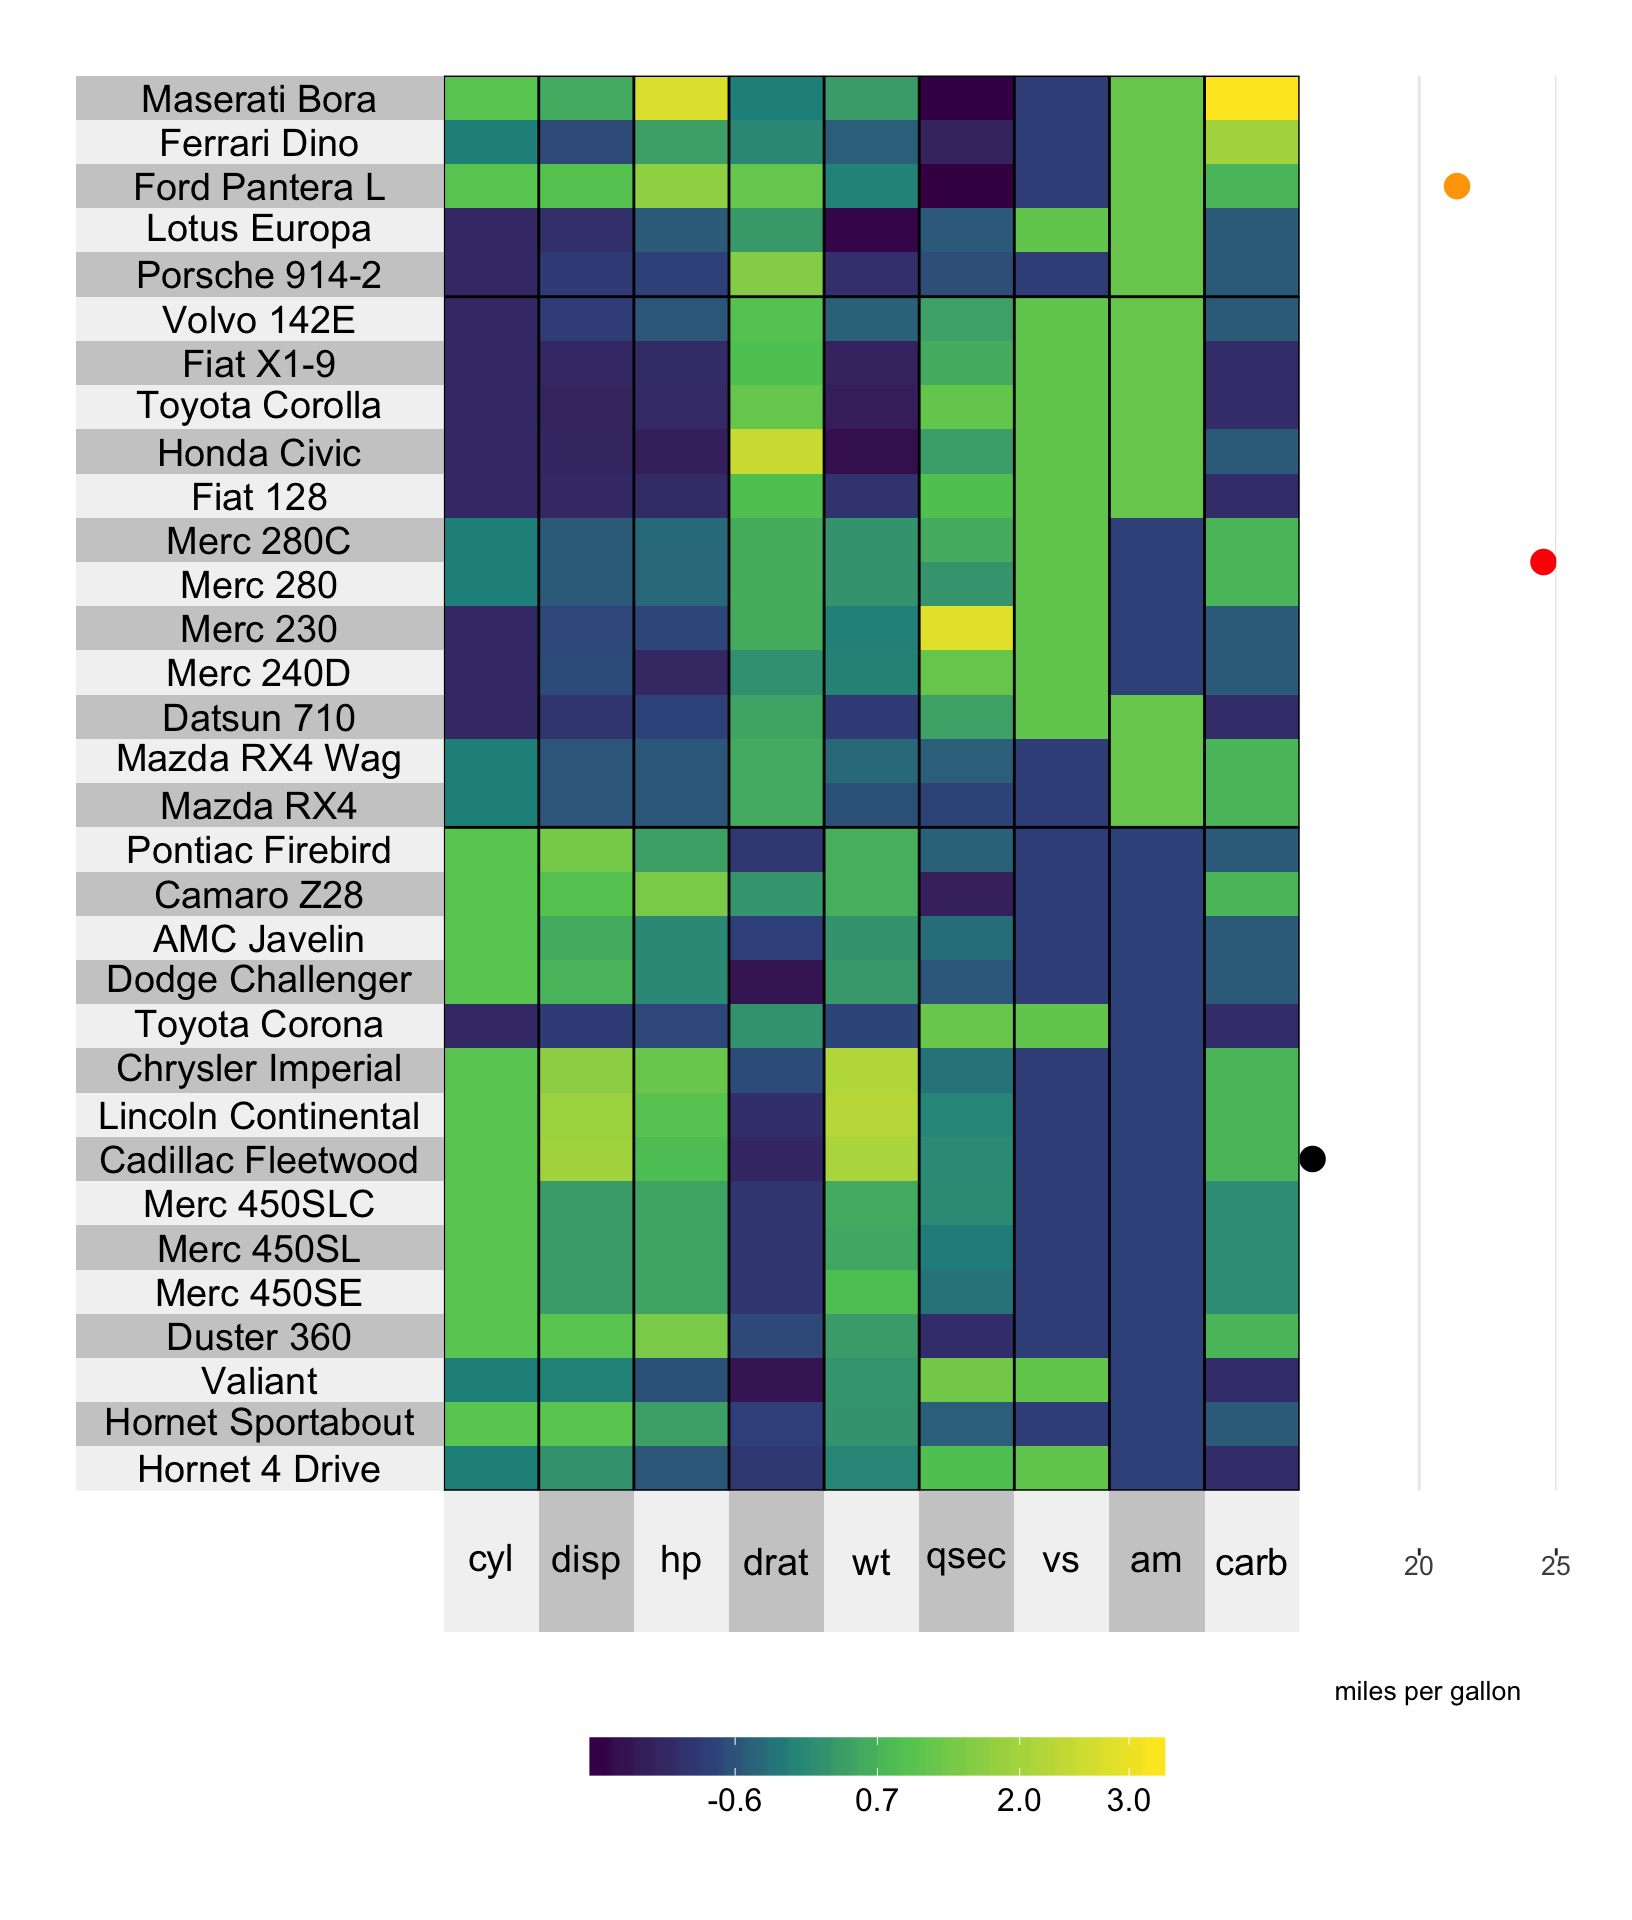 Maserati Bora
Ferrari Dino
Ford Pantera L
Lotus Europa
Porsche 914-2
Volvo 142E
Fiat X1-9
Toyota Corolla
Honda Civic
Fiat 128
Merc 280C
Merc 280
Merc 230
Merc 240D
Datsun 710
Mazda RX4 Wag
Mazda RX4
Pontiac Firebird
Camaro Z28
AMC Javelin
Dodge Challenger
Toyota Corona
Chrysler Imperial
Lincoln Continental
Cadillac Fleetwood
Merc 450SLC
Merc 450SL
Merc 450SE
Duster 360
Valiant
Hornet Sportabout
Hornet 4 Drive
cyl disp hp drat wt qsec vs am carb 20 25
miles per gallon
-0.6 0.7 2.0 3.0